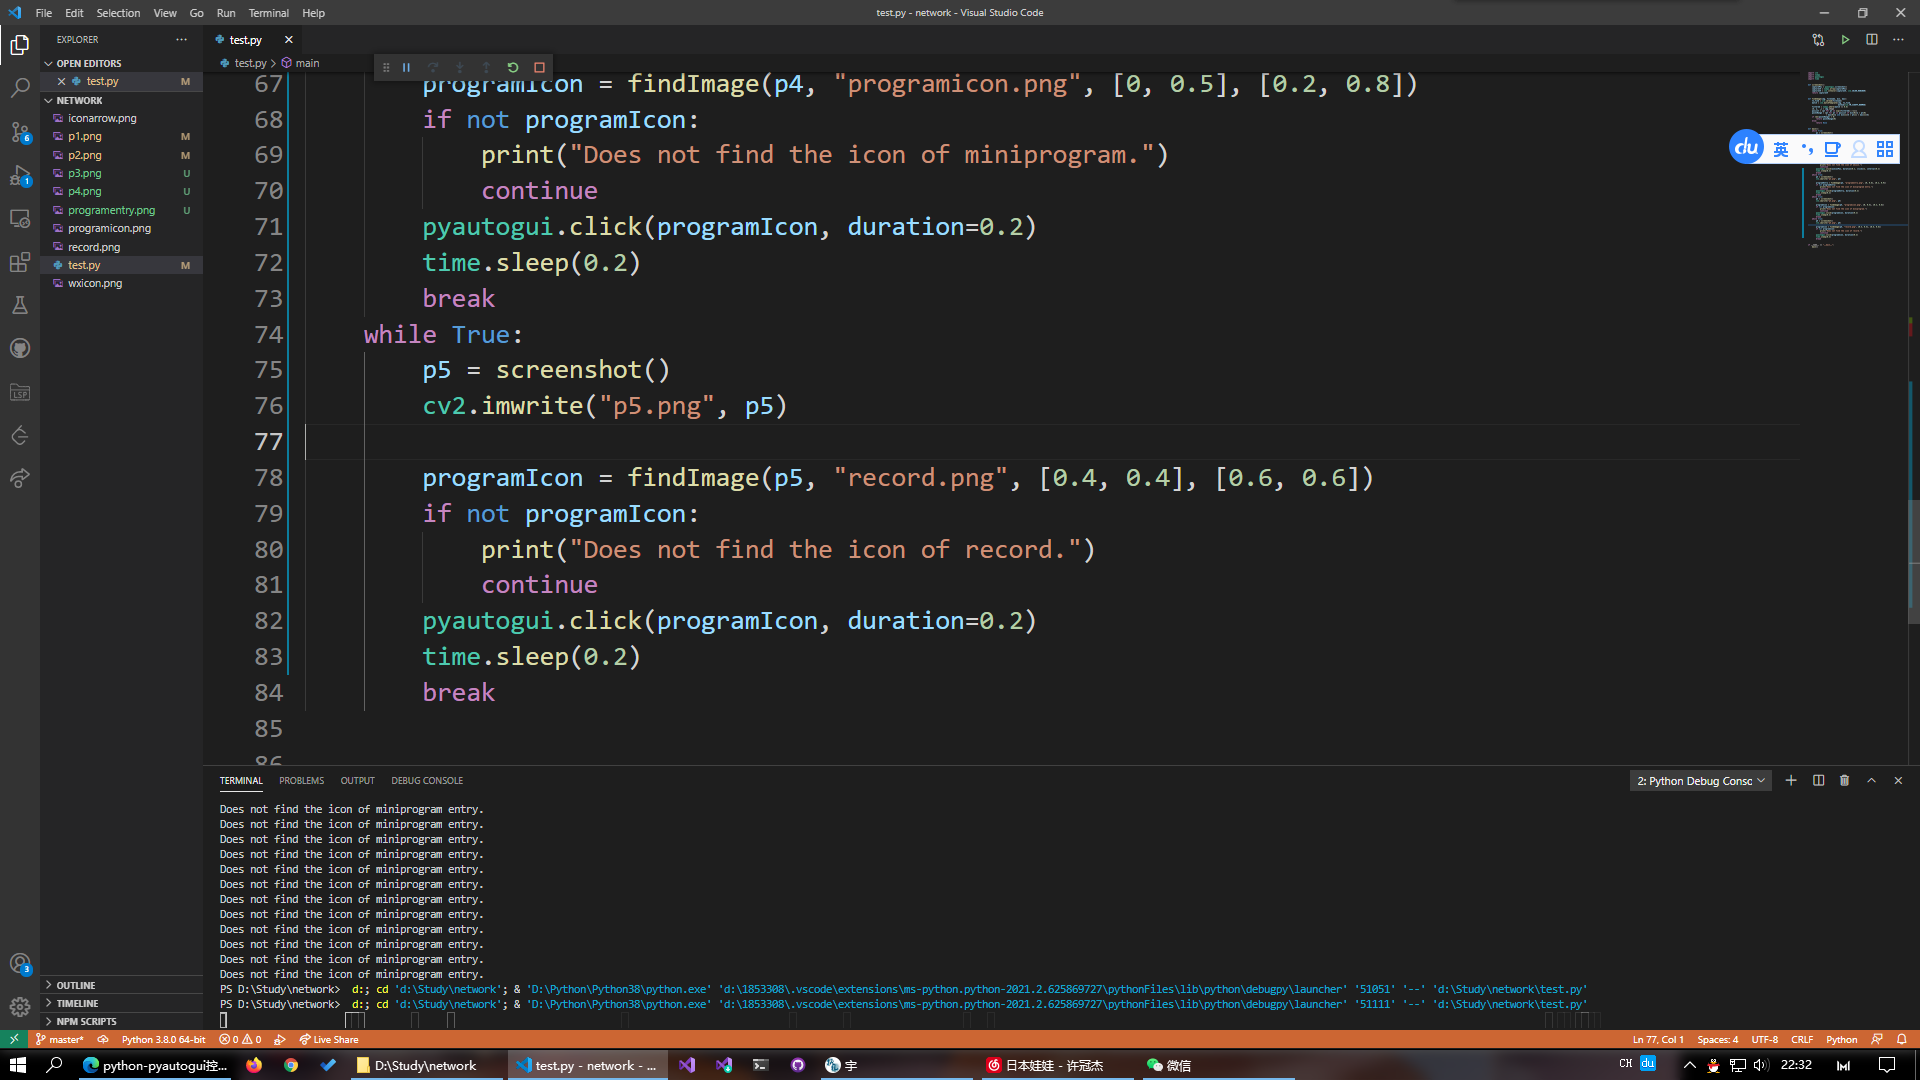 File Edit Selection View Go Run Terminal Help
test.py - network - Visual Studio Code
EXPLORER
test.py
OPEN EDITORS
test.py > main
test.py M
NETWORK
iconarrow.png
p1.png M
p2.png M
p3.png U
p4.png U
programentry.png U
programicon.png
record.png
test.py M
wxicon.png
67 programIcon = findImage(p4, "programicon.png", [0, 0.5], [0.2, 0.8])
68 if not programIcon:
69 print("Does not find the icon of miniprogram.")
70 continue
71 pyautogui.click(programIcon, duration=0.2)
72 time.sleep(0.2)
73 break
74 while True:
75 p5 = screenshot()
76 cv2.imwrite("p5.png", p5)
77
78 programIcon = findImage(p5, "record.png", [0.4, 0.4], [0.6, 0.6])
79 if not programIcon:
80 print("Does not find the icon of record.")
81 continue
82 pyautogui.click(programIcon, duration=0.2)
83 time.sleep(0.2)
84 break
85
86
du 英
6
1
LSP
3
TERMINAL PROBLEMS OUTPUT DEBUG CONSOLE
2: Python Debug Consc
Does not find the icon of miniprogram entry.
Does not find the icon of miniprogram entry.
Does not find the icon of miniprogram entry.
Does not find the icon of miniprogram entry.
Does not find the icon of miniprogram entry.
Does not find the icon of miniprogram entry.
Does not find the icon of miniprogram entry.
Does not find the icon of miniprogram entry.
Does not find the icon of miniprogram entry.
Does not find the icon of miniprogram entry.
Does not find the icon of miniprogram entry.
Does not find the icon of miniprogram entry.
PS D:\Study\network> d:; cd 'd:\Study\network'; & 'D:\Python\Python38\python.exe' 'd:\1853308\.vscode\extensions\ms-python.python-2021.2.625869727\pythonFiles\lib\python\debugpy\launcher' '51051' '--' 'd:\Study\network\test.py'
PS D:\Study\network> d:; cd 'd:\Study\network'; & 'D:\Python\Python38\python.exe' 'd:\1853308\.vscode\extensions\ms-python.python-2021.2.625869727\pythonFiles\lib\python\debugpy\launcher' '51111' '--' 'd:\Study\network\test.py'
OUTLINE
TIMELINE
NPM SCRIPTS
master* Python 3.8.0 64-bit 0 0 Live Share
Ln 77, Col 1 Spaces: 4 UTF-8 CRLF Python
python-pyautogui控... D:\Study\network test.py - network - ... 宇 日本娃娃 - 许冠杰 微信
CH du 22:32